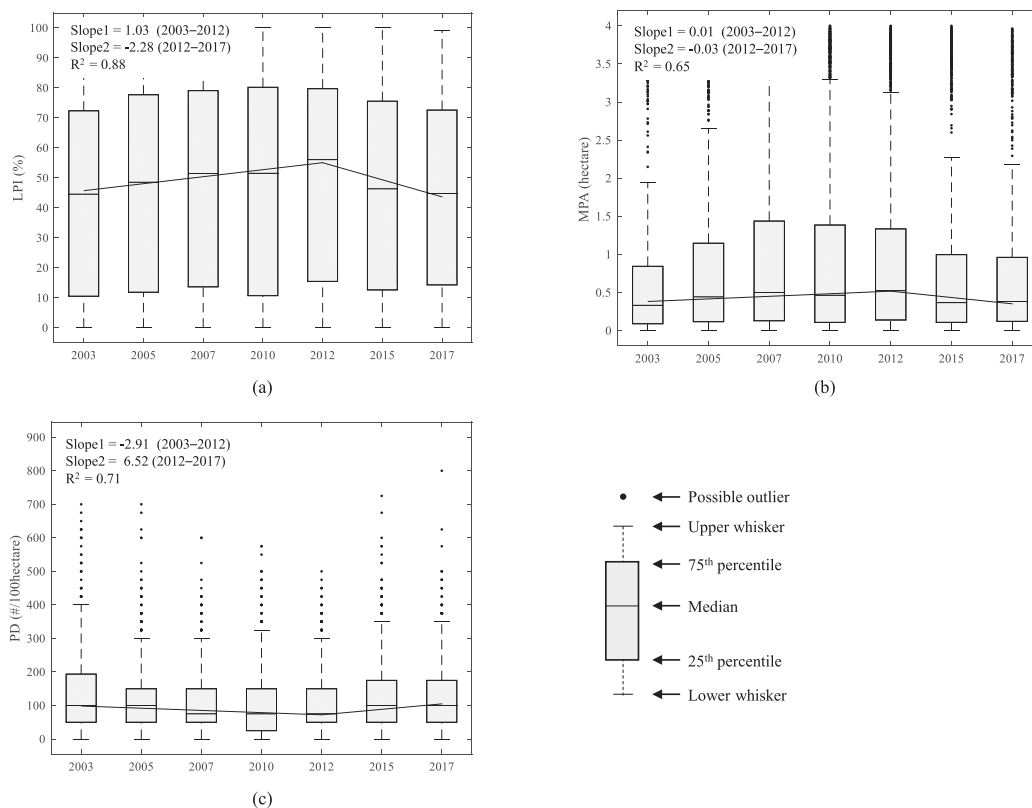 Slope1 = 1.03 (2003–2012)
Slope2 = -2.28 (2012–2017)
R² = 0.88
100
90
80
70
60
50
40
30
20
10
0
LPI (%)
2003 2005 2007 2010 2012 2015 2017
(a)
Slope1 = 0.01 (2003–2012)
Slope2 = -0.03 (2012–2017)
R² = 0.65
4
3.5
3
2.5
2
1.5
1
0.5
0
MPA (hectare)
2003 2005 2007 2010 2012 2015 2017
(b)
Slope1 = -2.91 (2003–2012)
Slope2 = 6.52 (2012–2017)
R² = 0.71
900
800
700
600
500
400
300
200
100
0
PD (#/100hectare)
2003 2005 2007 2010 2012 2015 2017
(c)
Possible outlier
Upper whisker
75th percentile
Median
25th percentile
Lower whisker